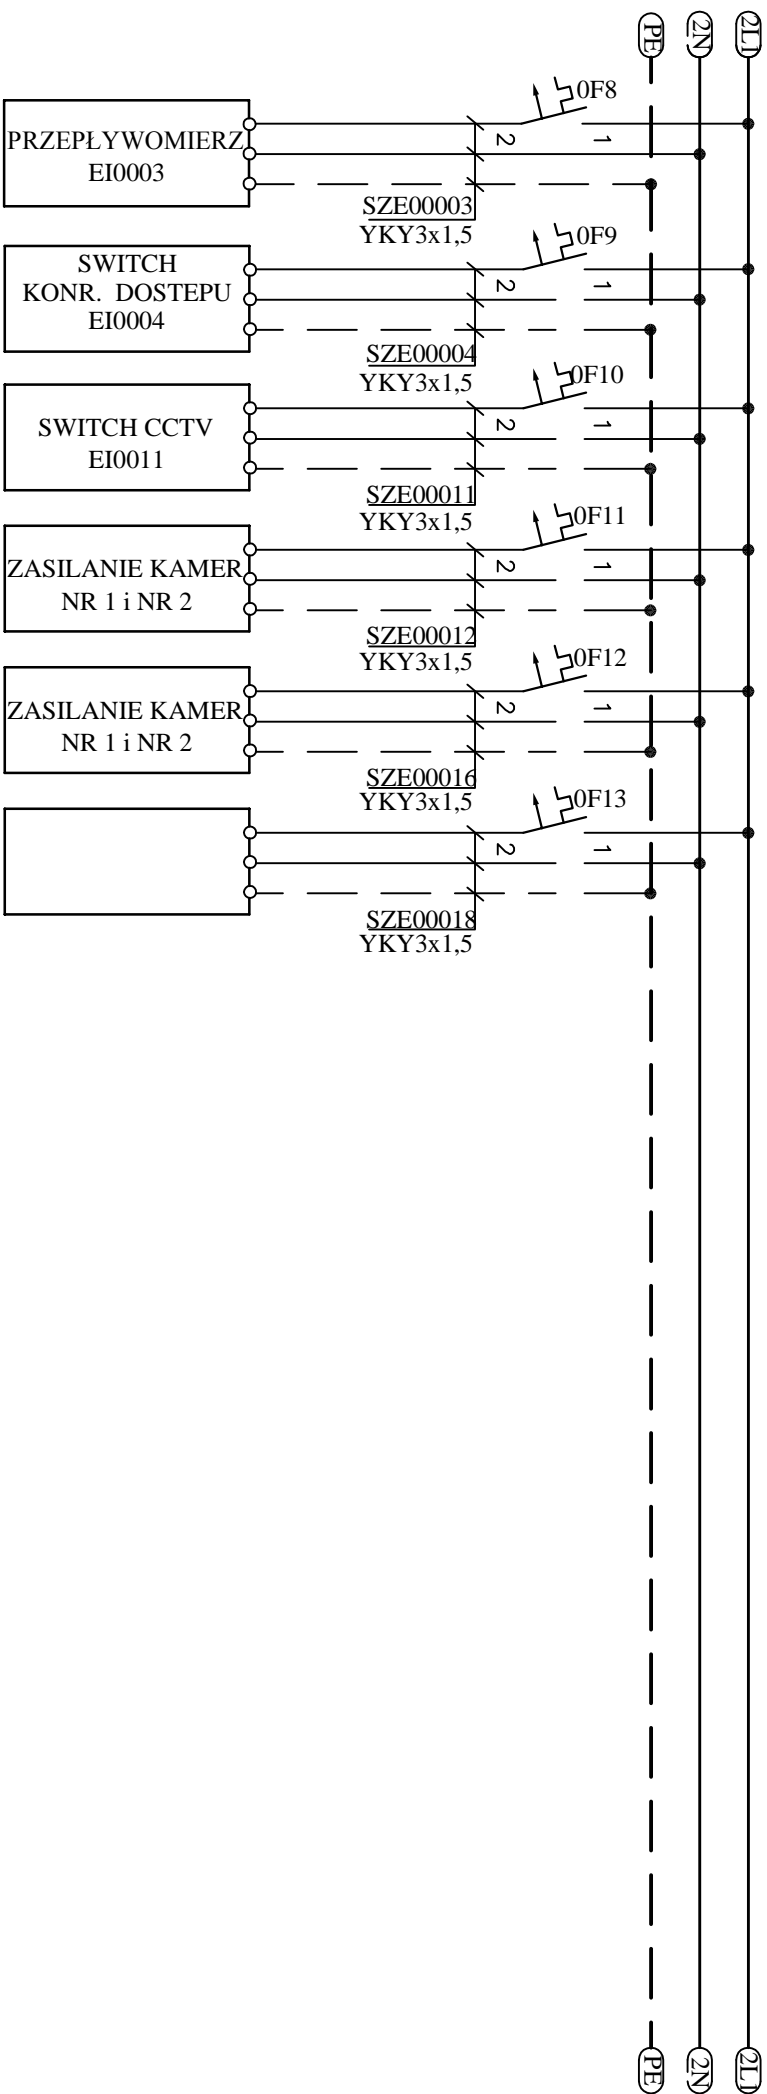 PE
2N
2L1
0F8
PRZEPŁYWOMIERZ
EI0003
2
1
SZE00003
YKY3x1,5
0F9
SWITCH
KONR. DOSTEPU
EI0004
2
1
SZE00004
YKY3x1,5
0F10
SWITCH CCTV
EI0011
2
1
SZE00011
YKY3x1,5
0F11
ZASILANIE KAMER
NR 1 i NR 2
2
1
SZE00012
YKY3x1,5
0F12
ZASILANIE KAMER
NR 1 i NR 2
2
1
SZE00016
YKY3x1,5
0F13
2
1
SZE00018
YKY3x1,5
PE
2N
2L1